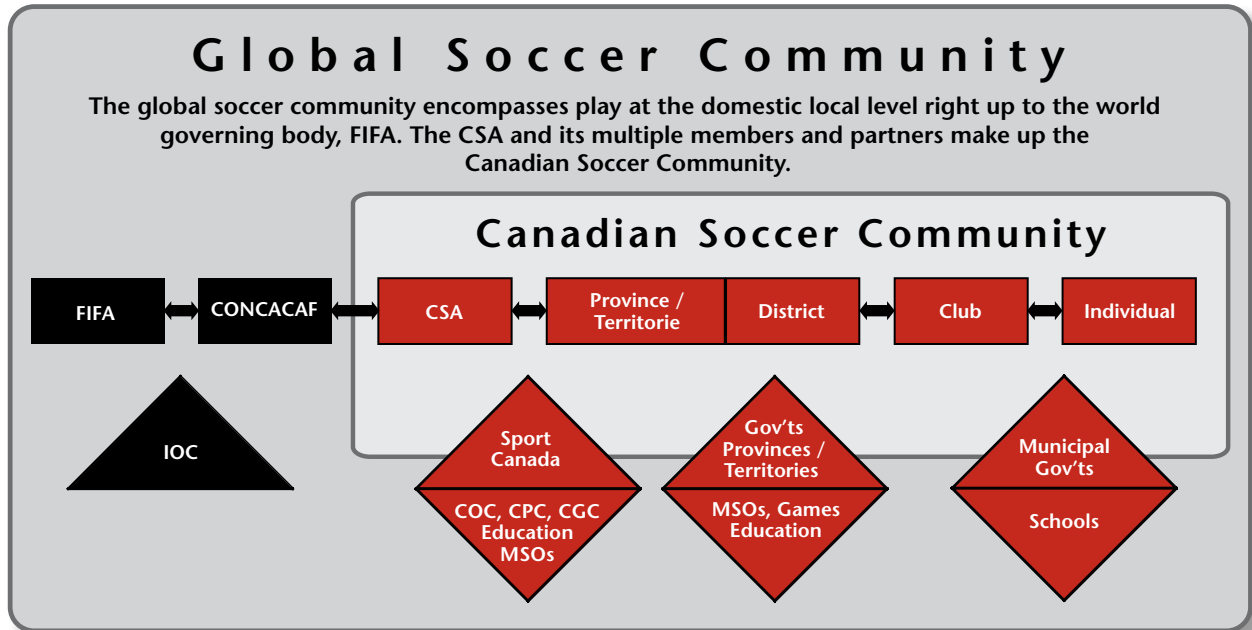 Global Soccer Community
The global soccer community encompasses play at the domestic local level right up to the world
governing body, FIFA. The CSA and its multiple members and partners make up the
Canadian Soccer Community.
Canadian Soccer Community
FIFA
CONCACAF
CSA
Province /
Territorie
District
Club
Individual
IOC
Sport
Canada
COC, CPC, CGC
Education
MSOs
Gov'ts
Provinces /
Territories
MSOs, Games
Education
Municipal
Gov'ts
Schools